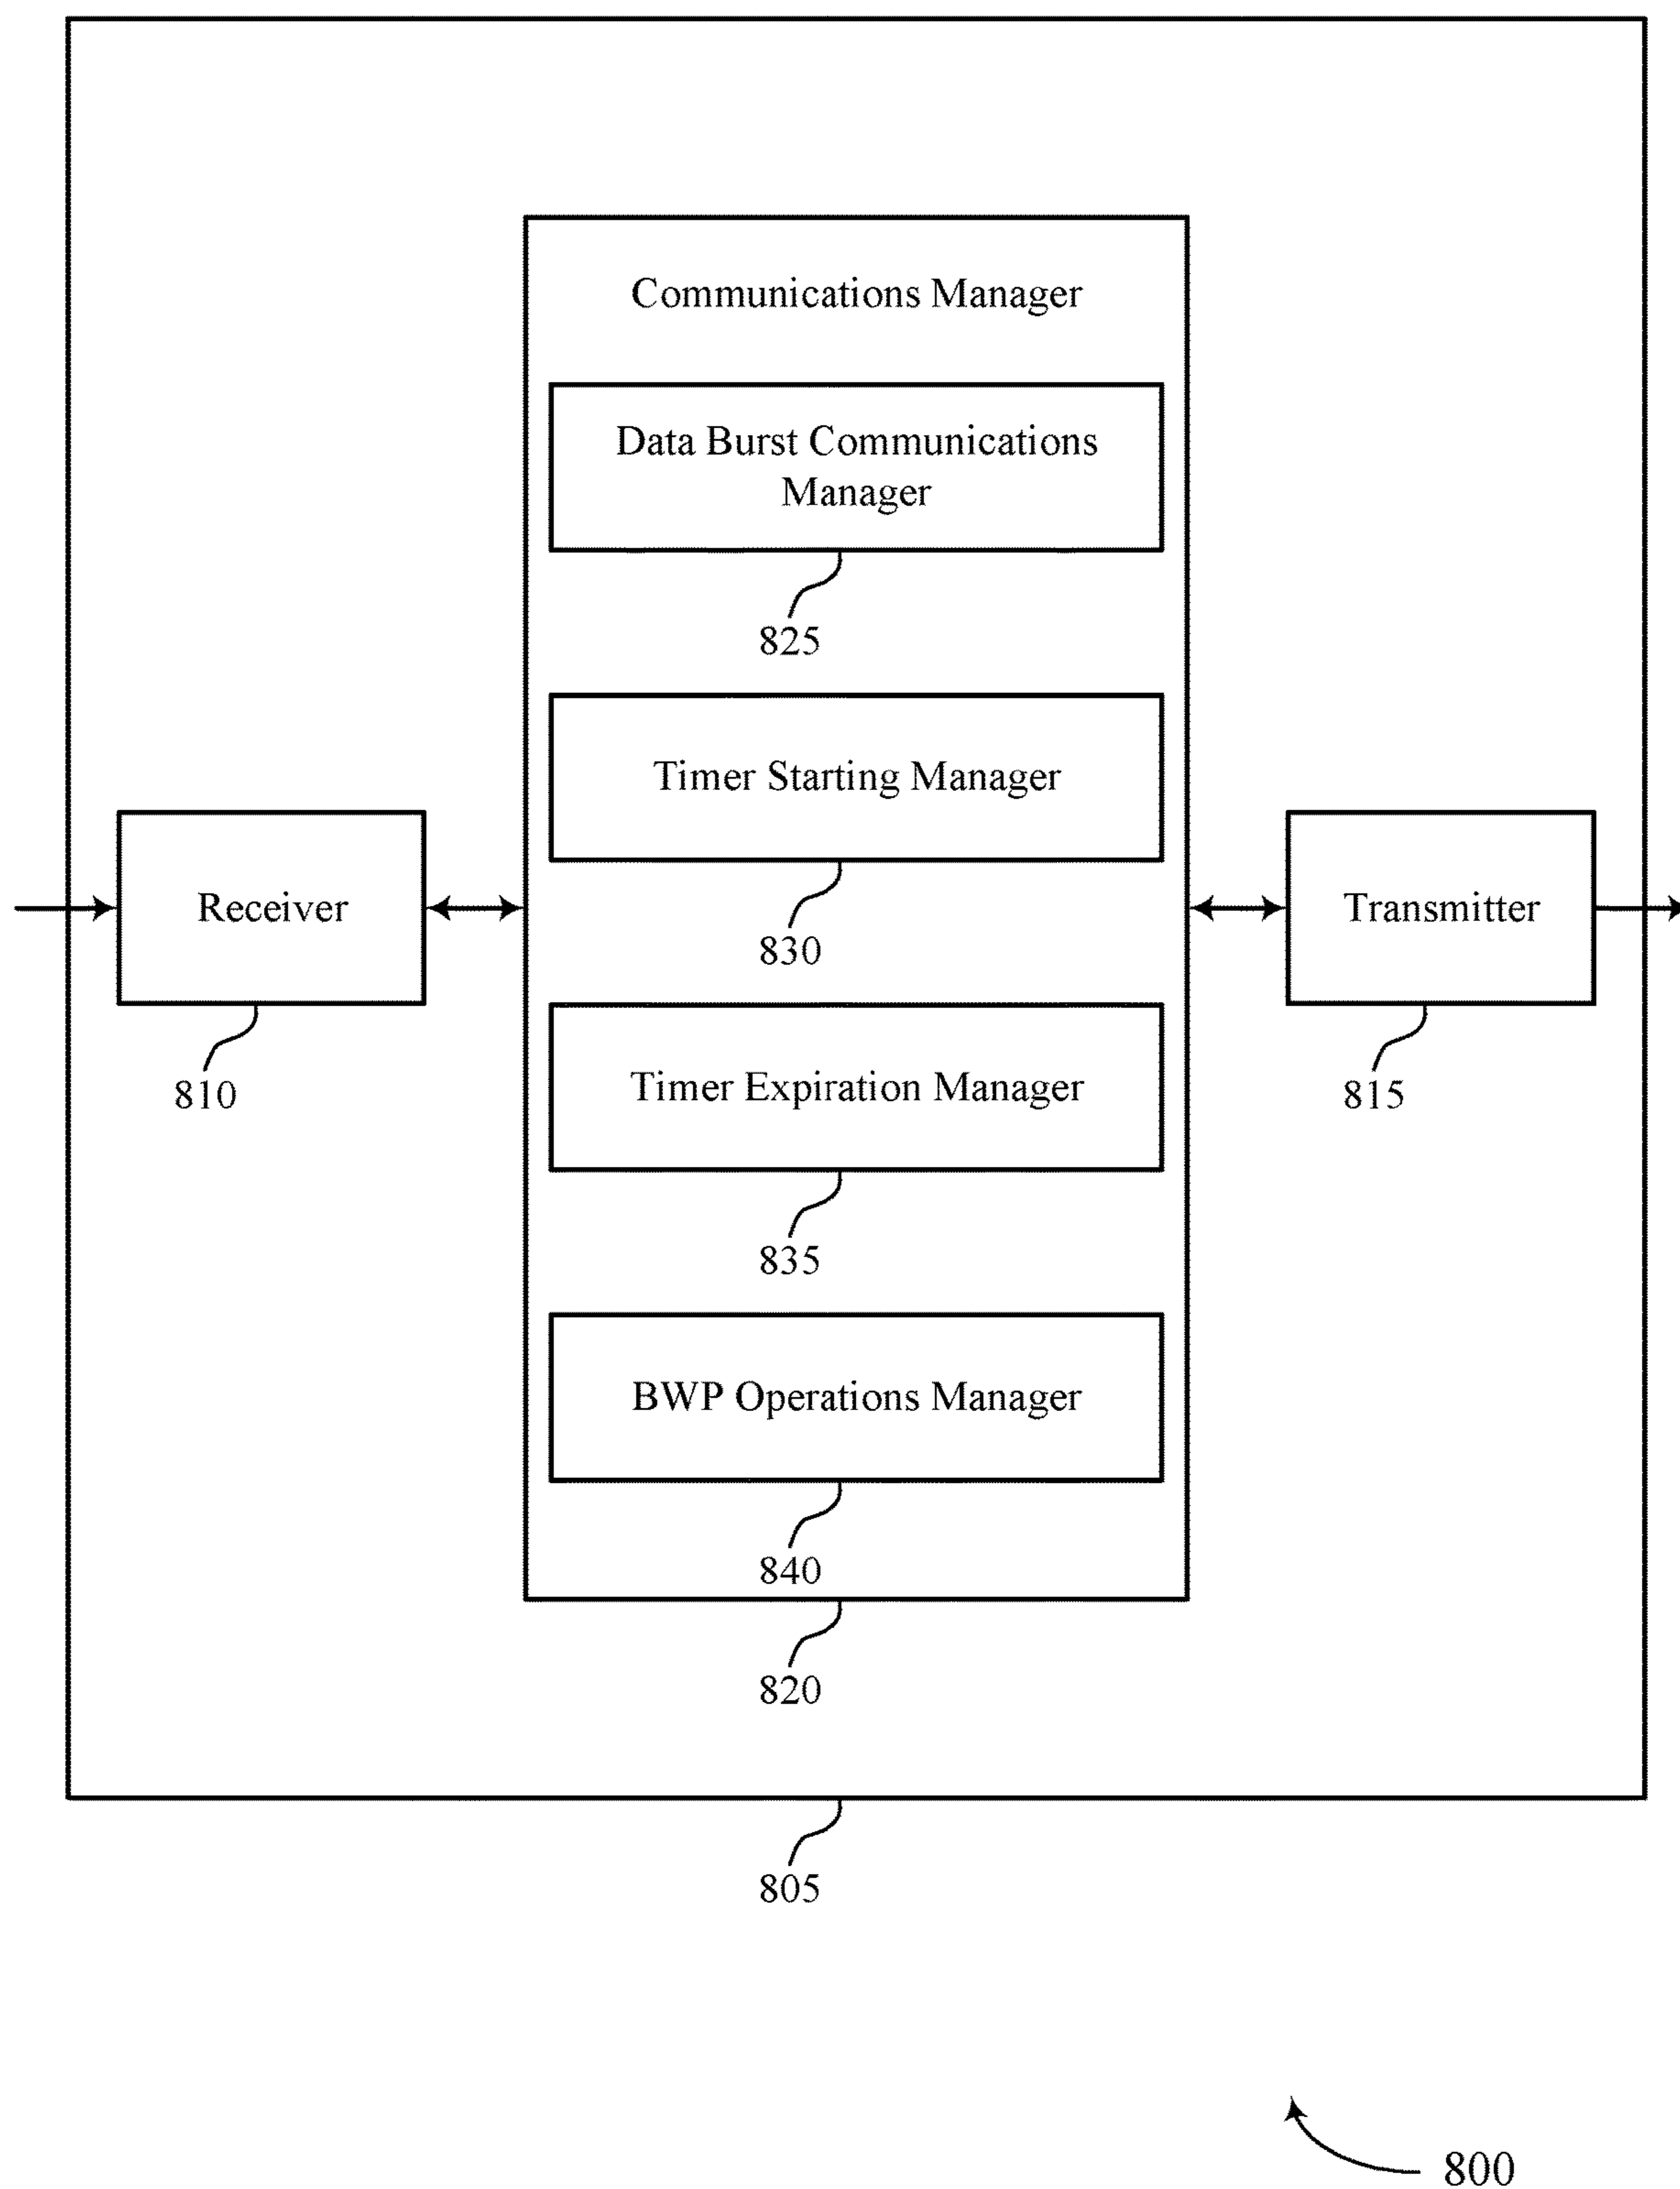 Communications Manager
Data Burst Communications
Manager
825
Timer Starting Manager
830
Receiver
810
Transmitter
815
Timer Expiration Manager
835
BWP Operations Manager
840
820
805
800